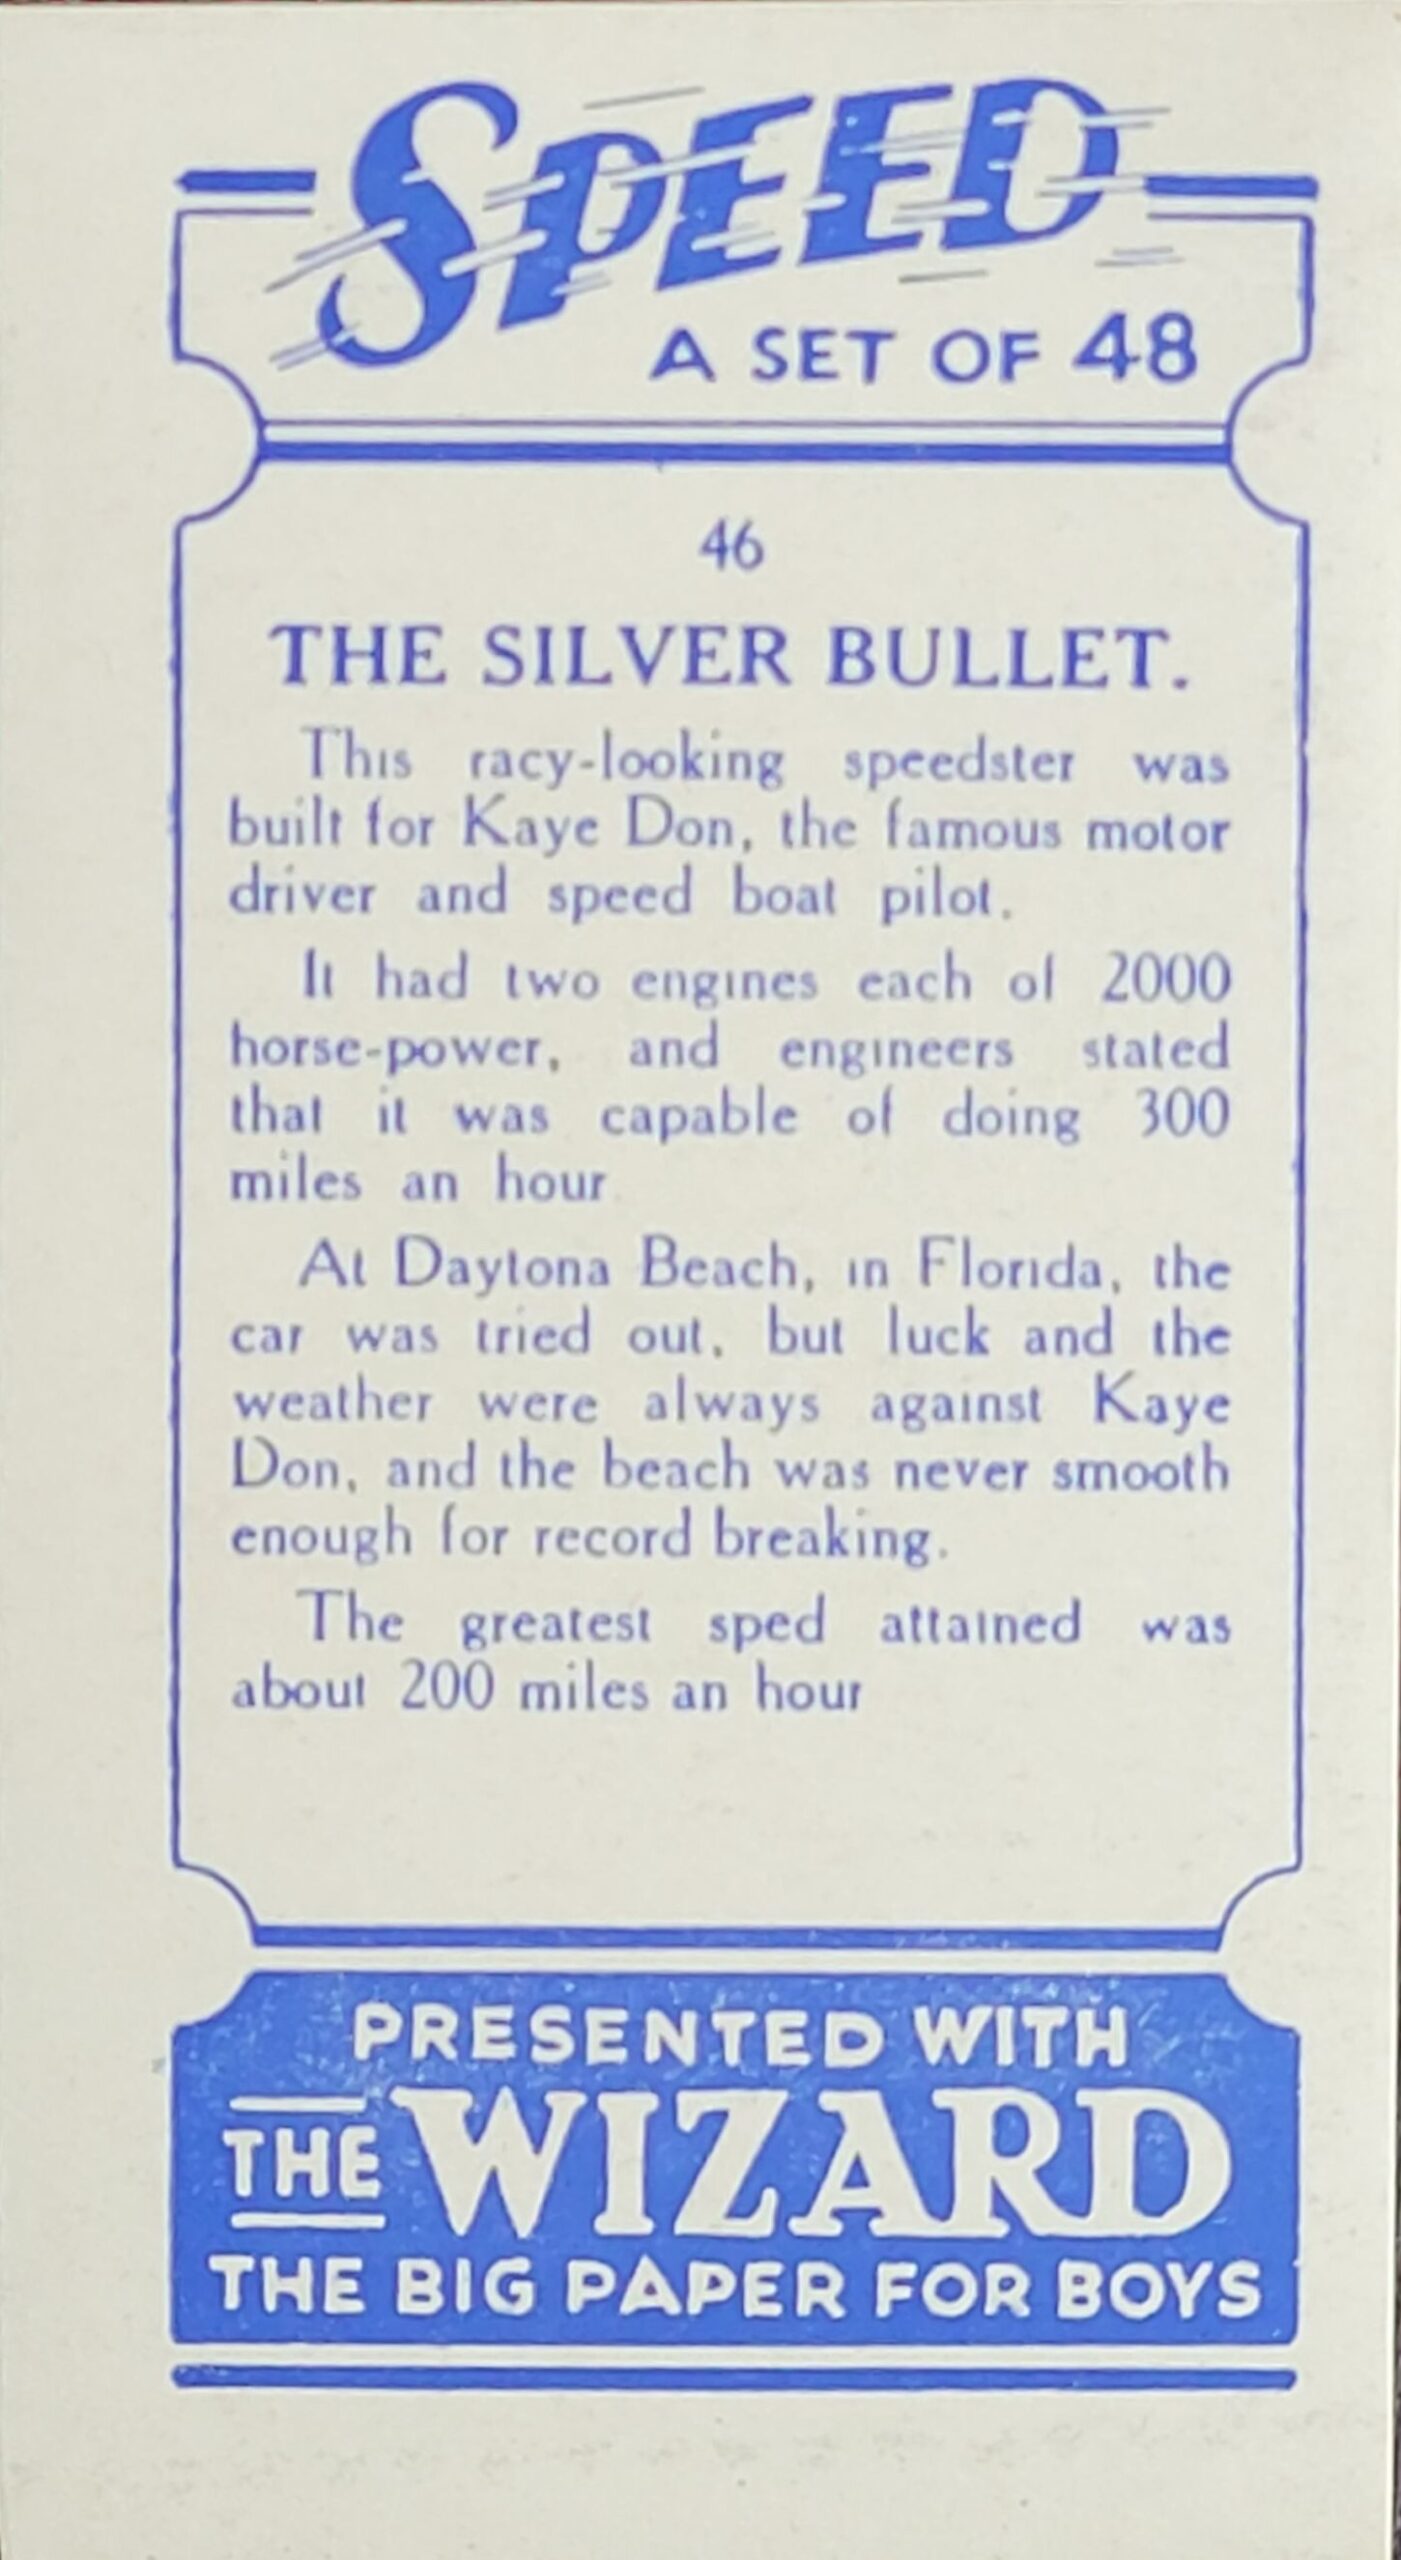 SPEED
A SET OF 48
46
THE SILVER BULLET.
This racy-looking speedster was
built for Kaye Don, the famous motor
driver and speed boat pilot.
It had two engines each of 2000
horse-power, and engineers stated
that it was capable of doing 300
miles an hour
At Daytona Beach, in Florida, the
car was tried out, but luck and the
weather were always against Kaye
Don, and the beach was never smooth
enough for record breaking.
The greatest sped attained was
about 200 miles an hour
PRESENTED WITH
THE WIZARD
THE BIG PAPER FOR BOYS